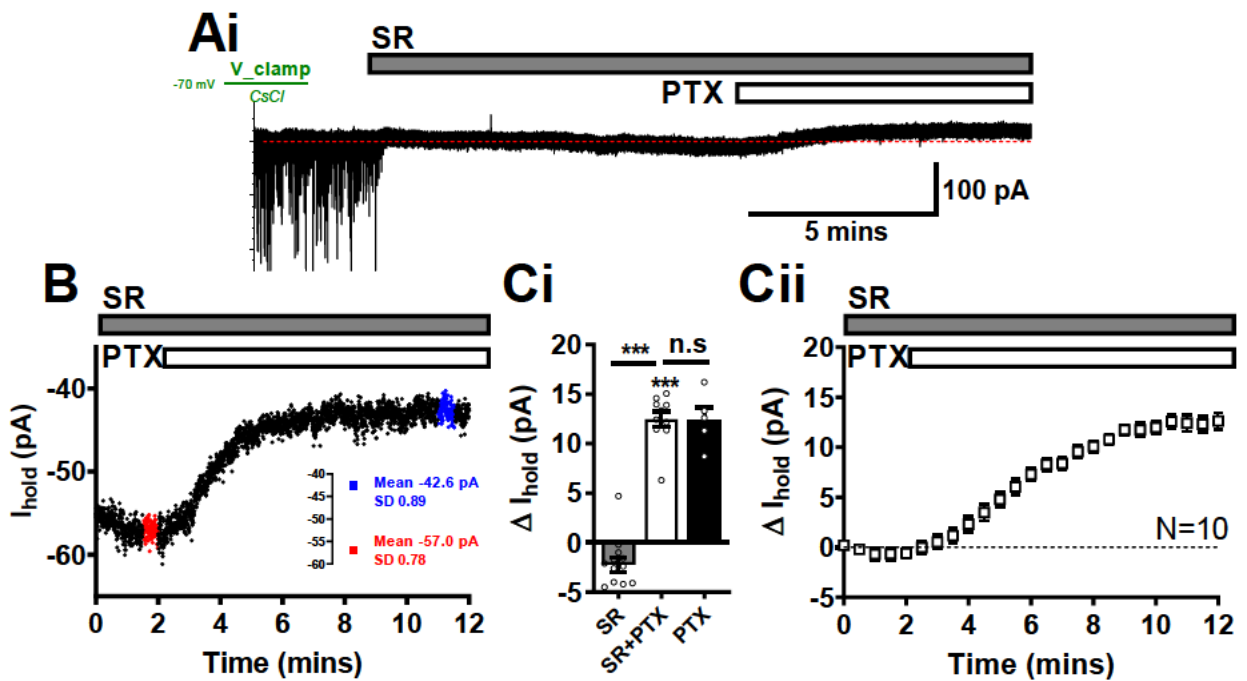 Ai
SR
V_clamp
-70 mV
CsCl
PTX
100 pA
5 mins
B
SR
PTX
-40
-50
-60
I hold (pA)
-40
-45
-50
-55
-60
Mean -42.6 pA
SD 0.89
Mean -57.0 pA
SD 0.78
0 2 4 6 8 10 12
Time (mins)
Ci
*** n.s
***
20
15
10
5
0
-5
Δ I hold (pA)
SR SR+PTX PTX
Cii
SR
PTX
20
15
10
5
0
-5
Δ I hold (pA)
N=10
0 2 4 6 8 10 12
Time (mins)